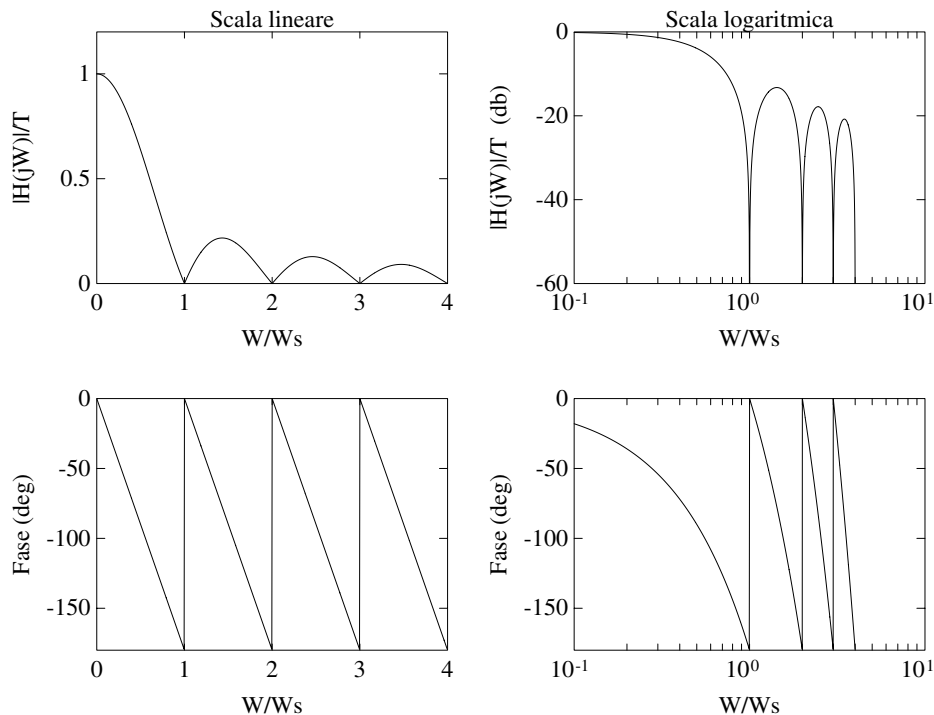 Scala lineare
|H(jW)|/T
1
0.5
0
0 1 2 3 4
W/Ws
Scala logaritmica
|H(jW)|/T (db)
0
-20
-40
-60
10-1 100 101
W/Ws
Fase (deg)
0
-50
-100
-150
0 1 2 3 4
W/Ws
Fase (deg)
0
-50
-100
-150
10-1 100 101
W/Ws